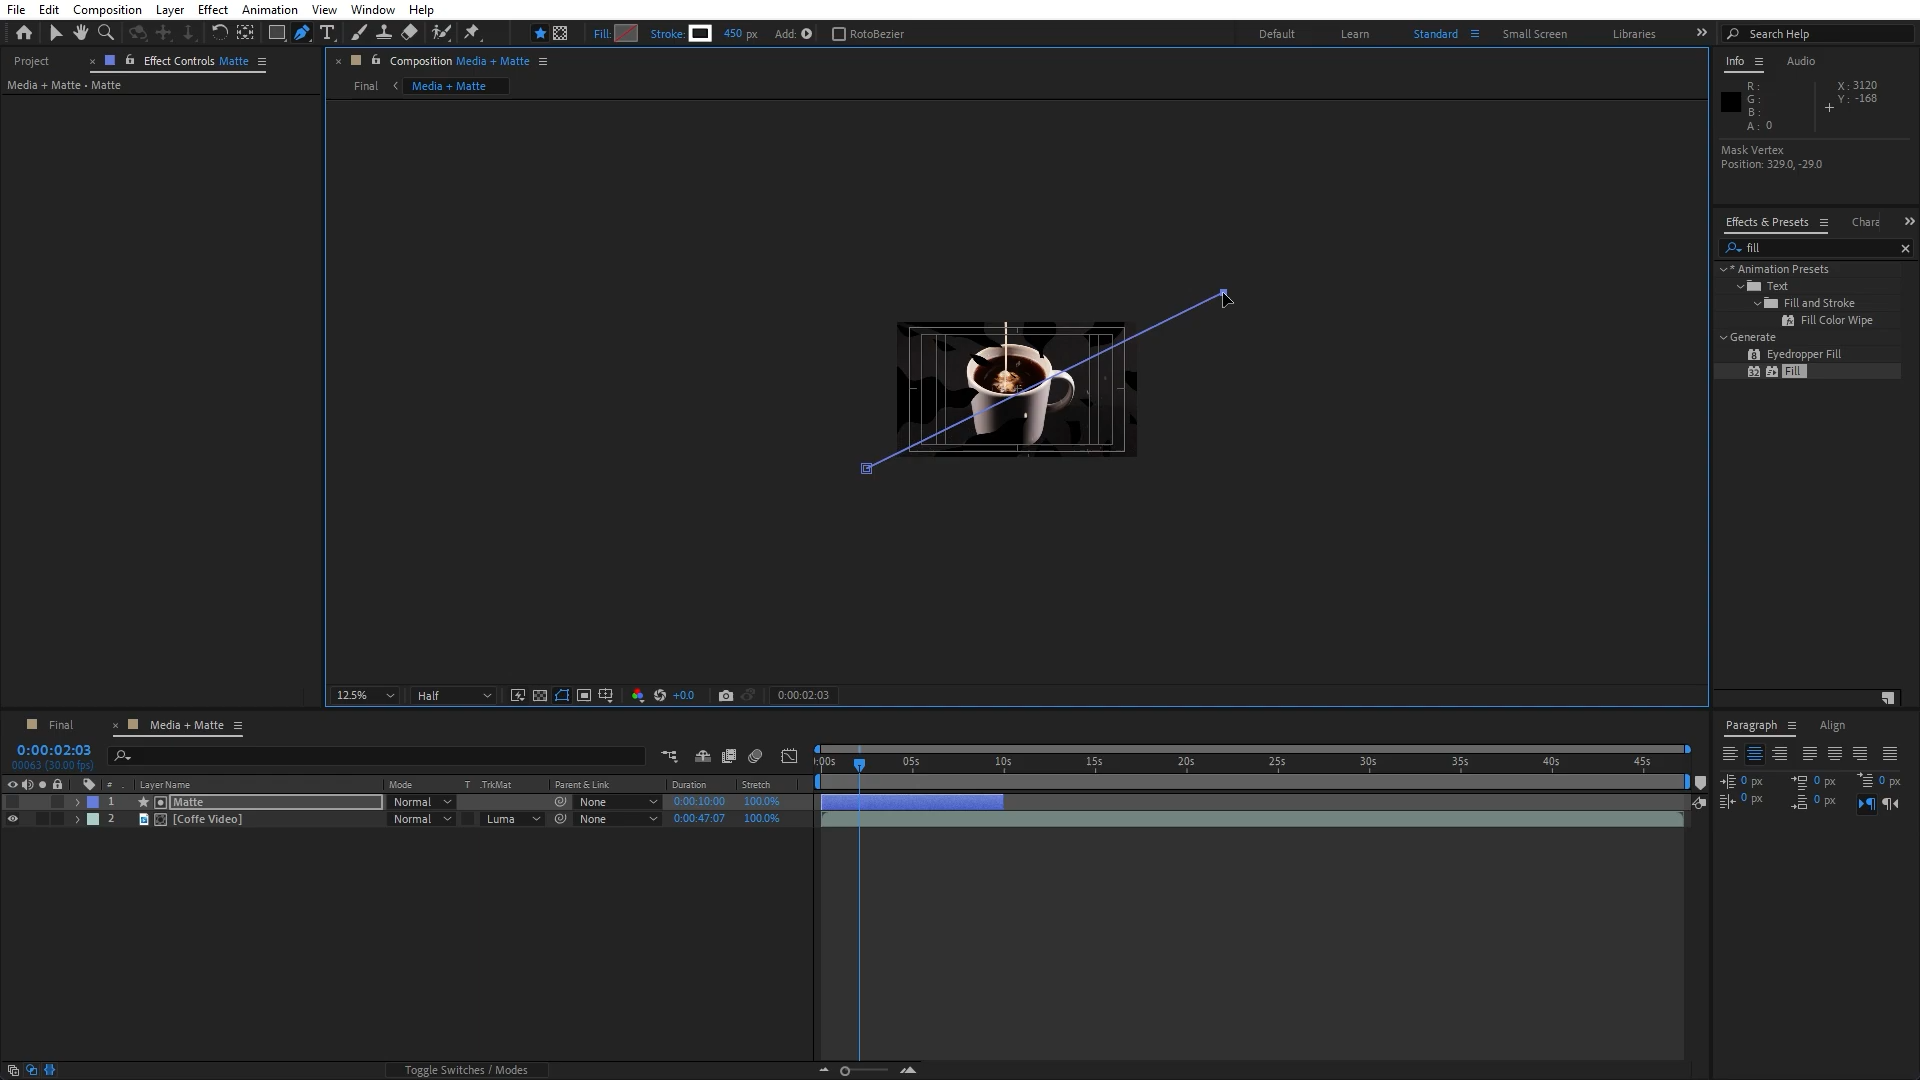 File Edit Composition Layer Effect Animation View Window Help
Fill: Stroke: 450 px Add: RotoBezier Default Learn Standard Small Screen Libraries Search Help
Project Effect Controls Matte
Media + Matte • Matte
Composition Media + Matte
Final Media + Matte
Info Audio
R :
G :
B :
A : 0
X : 3120
Y : -168
Mask Vertex
Position: 329.0, -29.0
Effects & Presets Chara
fill
* Animation Presets
Text
Fill and Stroke
Fill Color Wipe
Generate
Eyedropper Fill
Fill
12.5% Half +0.0 0:00:02:03
Final Media + Matte
0:00:02:03
00063 (30.00 fps)
:00s 05s 10s 15s 20s 25s 30s 35s 40s 45s
# Layer Name Mode T .TrkMat Parent & Link Duration Stretch
1 Matte Normal None 0:00:10:00 100.0%
2 [Coffe Video] Normal Luma None 0:00:47:07 100.0%
Toggle Switches / Modes
Paragraph Align
0 px 0 px 0 px
0 px 0 px